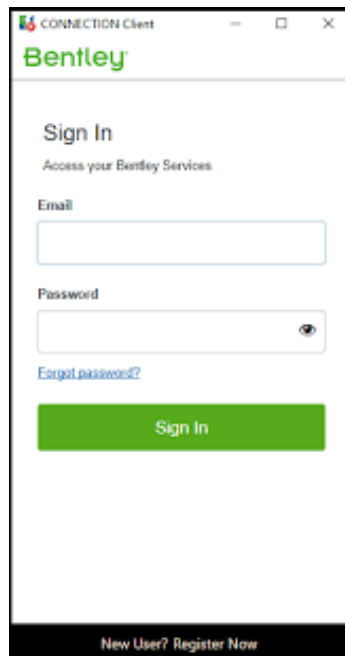 CONNECTION Client
Bentley
Sign In
Access your Bentley Services
Email
Password
Forgot password?
Sign In
New User? Register Now